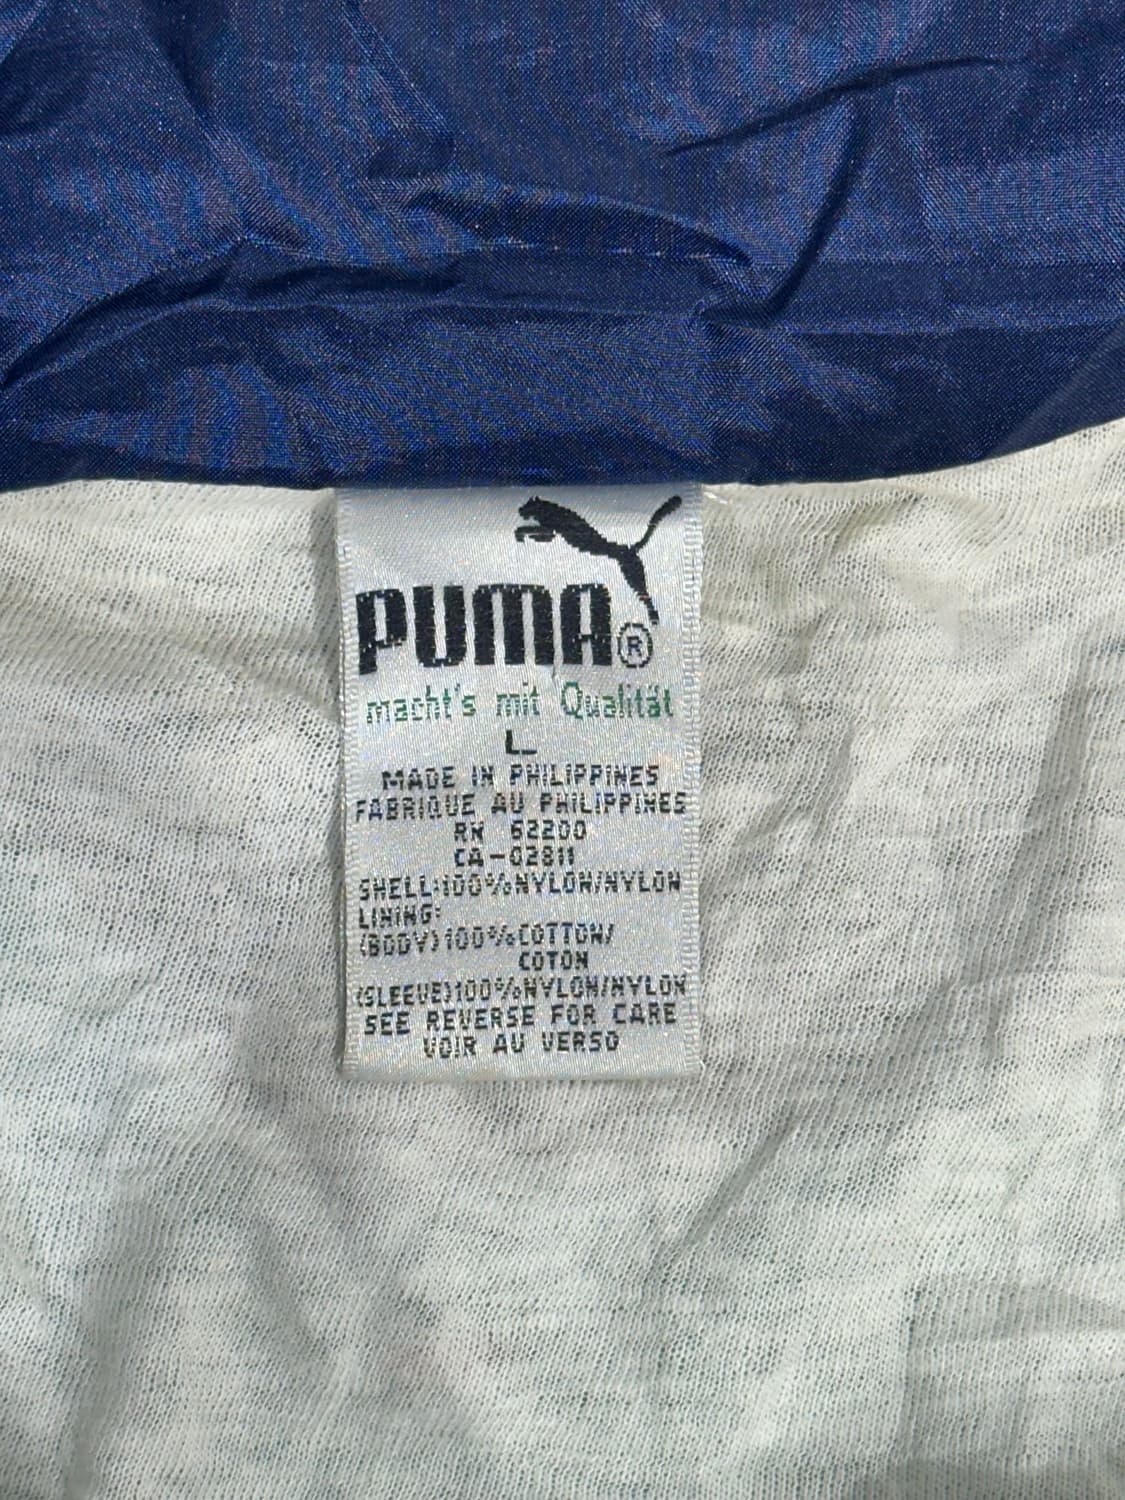 PUMA®
macht's mit Qualität
L
MADE IN PHILIPPINES
FABRIQUE AU PHILIPPINES
RN 62200
CA-02811
SHELL:100%NYLON/NYLON
LINING:
(BODY)100%COTTON/
COTON
(SLEEVE)100%NYLON/NYLON
SEE REVERSE FOR CARE
VOIR AU VERSO